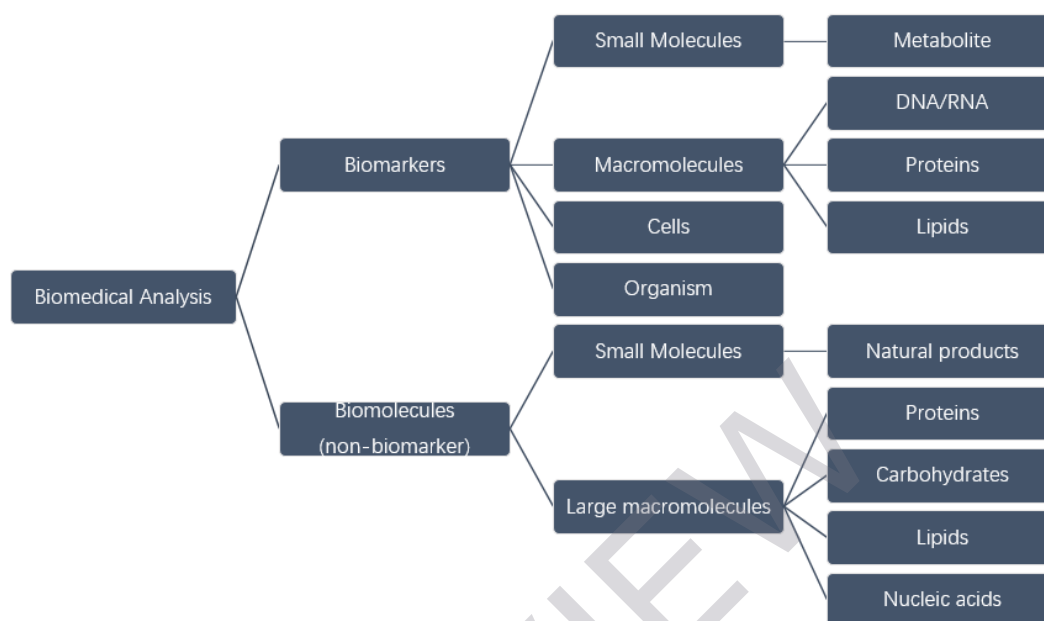 Small Molecules
Metabolite
DNA/RNA
Biomarkers
Macromolecules
Proteins
Cells
Lipids
Organism
Biomedical Analysis
Small Molecules
Natural products
Biomolecules
(non-biomarker)
Proteins
Carbohydrates
Large macromolecules
Lipids
Nucleic acids